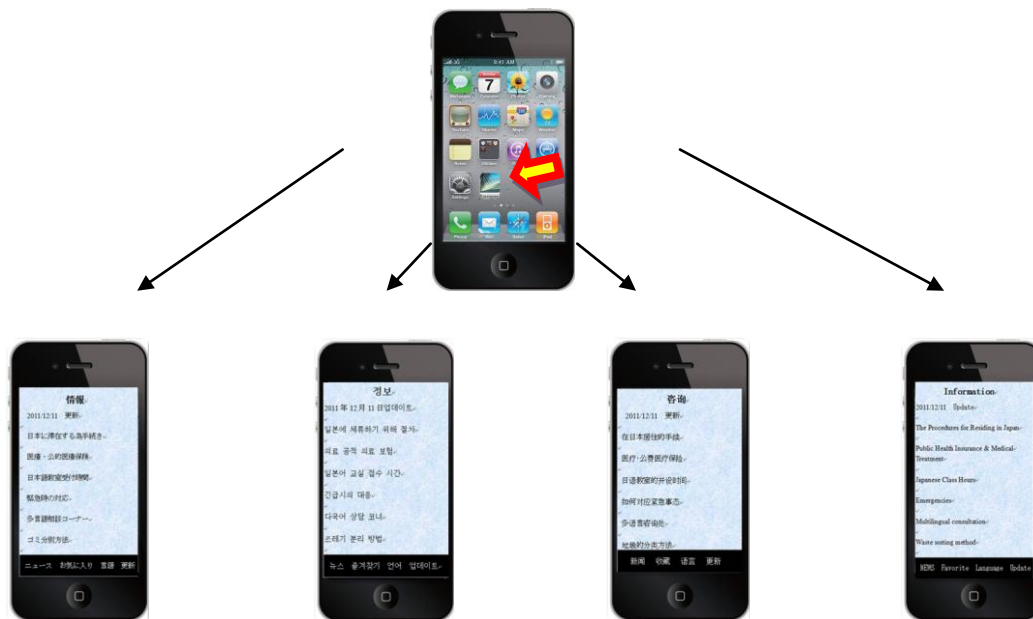 9:41 AM
7
Settings
Phone
Mail
Safari
iPod
情報
2011/12/11 更新
日本に滞在する為手続き
医療・公的医療保険
日本語教室受付時間
緊急時の対応
多言語相談コーナー
ゴミ分別方法
ニュース お気に入り 言語 更新
정보
2011 年 12 月 11 日업데이트
일본에 체류하기 위해 절차
의료 공적 의료 보험
일본어 교실 접수 시간
긴급시의 대응
다국어 상담 코너
쓰레기 분리 방법
뉴스 즐겨찾기 언어 업데이트
咨询
2011/12/11 更新
在日本居住的手续
医疗·公费医疗保险
日语教室的开设时间
如何对应紧急事态
多语言咨询处
垃圾的分类方法
新闻 收藏 语言 更新
Information
2011/12/11 Update
The Procedures for Residing in Japan
Public Health Insurance & Medical
Treatment
Japanese Class Hours
Emergencies
Multilingual consultation
Waste sorting method
NEWS Favorite Language Update